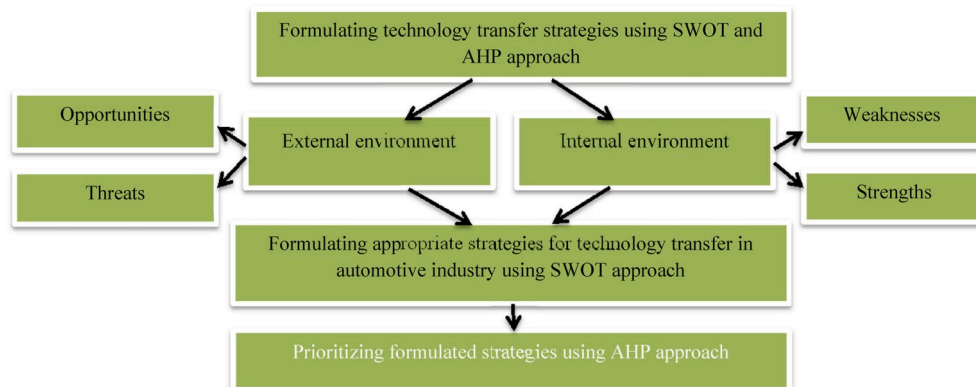 Formulating technology transfer strategies using SWOT and
AHP approach
Opportunities
External environment
Internal environment
Weaknesses
Threats
Strengths
Formulating appropriate strategies for technology transfer in
automotive industry using SWOT approach
Prioritizing formulated strategies using AHP approach